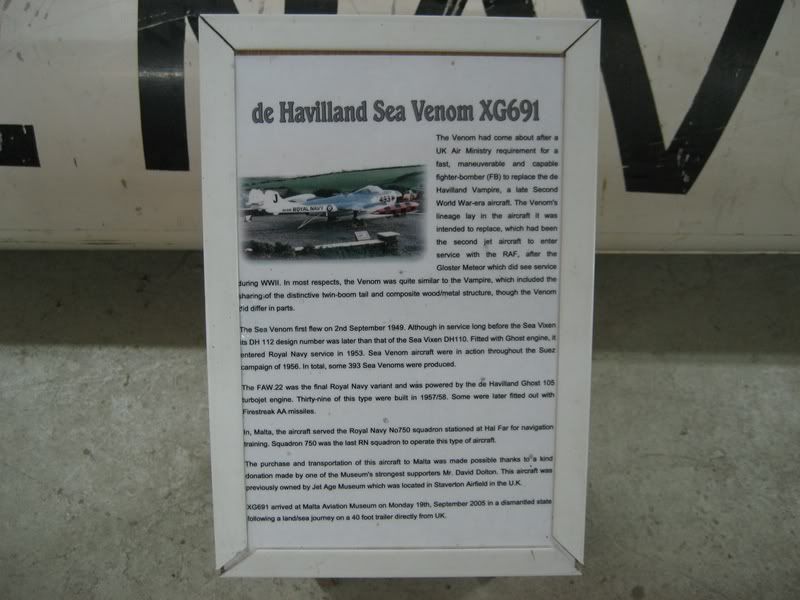 NAV
de Havilland Sea Venom XG691
The Venom had come about after a
UK Air Ministry requirement for a
fast, maneuverable and capable
fighter-bomber (FB) to replace the de
Havilland Vampire, a late Second
World War-era aircraft. The Venom's
lineage lay in the aircraft it was
intended to replace, which had been
the second jet aircraft to enter
service with the RAF, after the
Gloster Meteor which did see service
J
ROYAL NAVY
during WWII. In most respects, the Venom was quite similar to the Vampire, which included the
sharing of the distinctive twin-boom tail and composite wood/metal structure, though the Venom
did differ in parts.
The Sea Venom first flew on 2nd September 1949. Although in service long before the Sea Vixen
its DH 112 design number was later than that of the Sea Vixen DH110. Fitted with Ghost engine, it
entered Royal Navy service in 1953. Sea Venom aircraft were in action throughout the Suez
campaign of 1956. In total, some 393 Sea Venoms were produced.
The FAW.22 was the final Royal Navy variant and was powered by the de Havilland Ghost 105
turbojet engine. Thirty-nine of this type were built in 1957/58. Some were later fitted out with
Firestreak AA missiles.
In, Malta, the aircraft served the Royal Navy No750 squadron stationed at Hal Far for navigation
training. Squadron 750 was the last RN squadron to operate this type of aircraft.
The purchase and transportation of this aircraft to Malta was made possible thanks to a kind
donation made by one of the Museum's strongest supporters Mr. David Dolton. This aircraft was
previously owned by Jet Age Museum which was located in Staverton Airfield in the U.K.
XG691 arrived at Malta Aviation Museum on Monday 19th, September 2005 in a dismantled state
following a land/sea journey on a 40 foot trailer directly from UK.